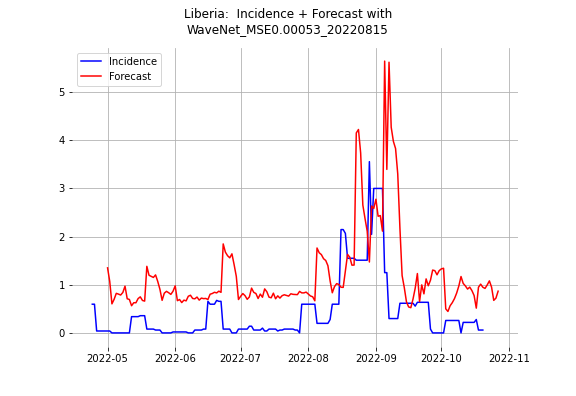 Liberia:  Incidence + Forecast with
WaveNet_MSE0.00053_20220815
Incidence
Forecast
5
4
3
2
1
0
2022-05 2022-06 2022-07 2022-08 2022-09 2022-10 2022-11